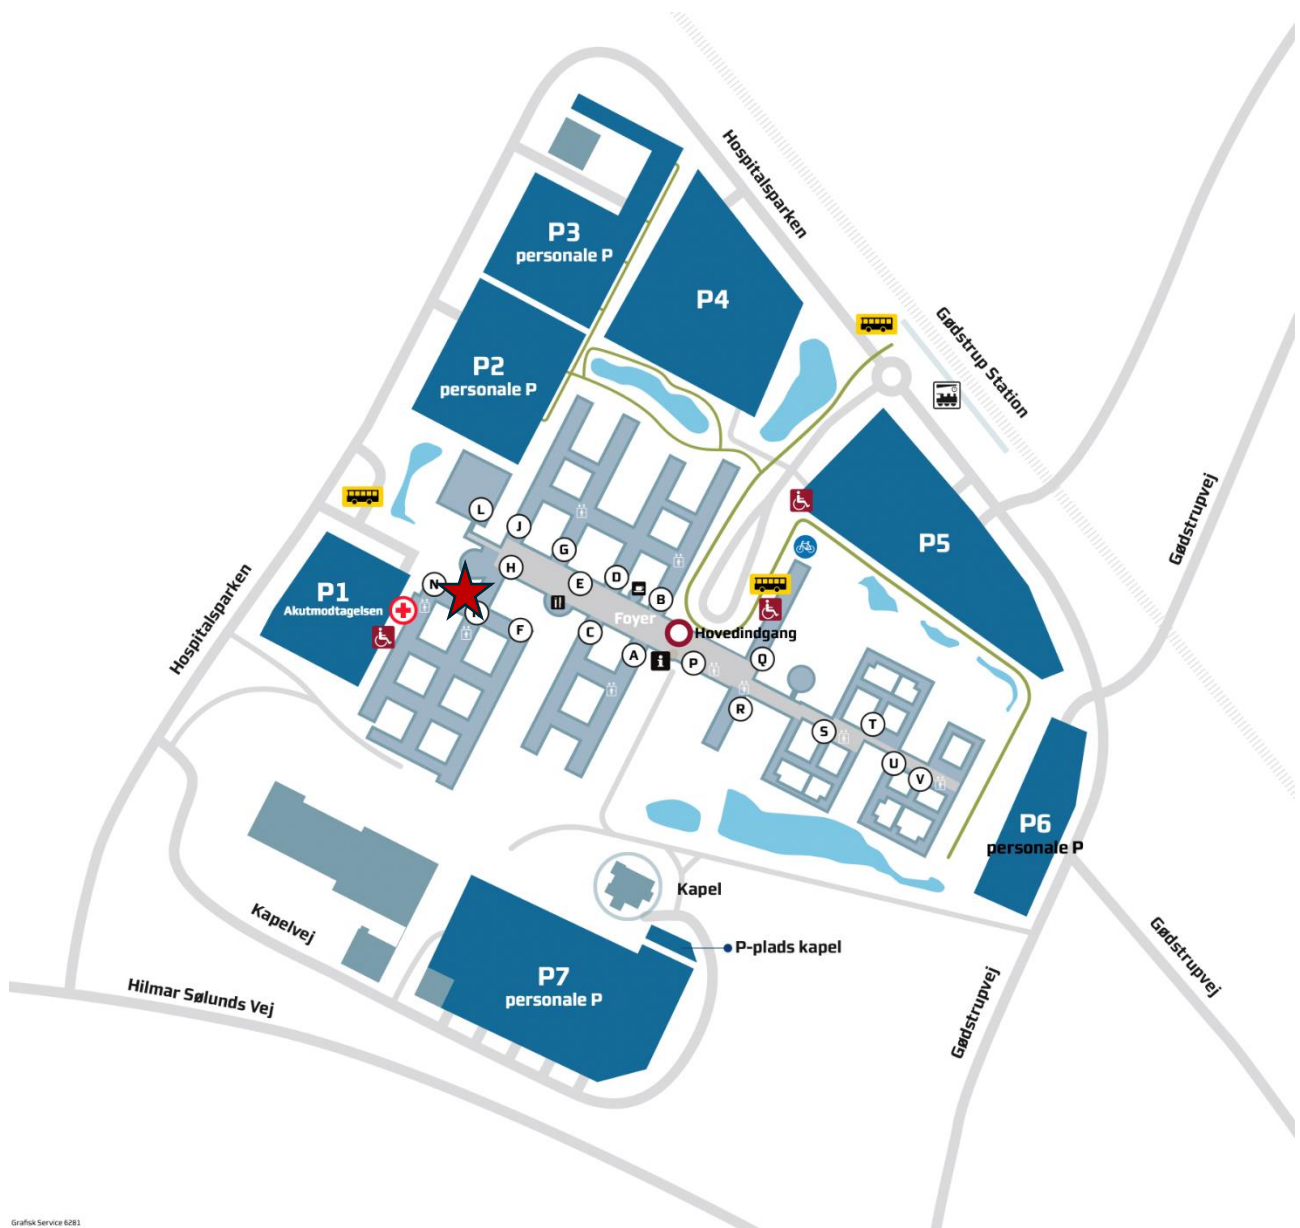 Hospitalsparken
P3
personale P
P4
P2
personale P
Gødstrup Station
Gødstrupvej
L
J
G
H
E
D
B
P5
P1
Akutmodtagelsen
N
F
C
Foyer
Hovedindgang
A
P
Q
Hospitalsparken
R
S
T
U
V
P6
personale P
Kapel
Kapelvej
P-plads kapel
P7
personale P
Hilmar Sølunds Vej
Gødstrupvej
Gødstrupvej
Grafisk Service 6281